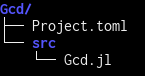 Gcd/
├── Project.toml
└── src
    └── Gcd.jl